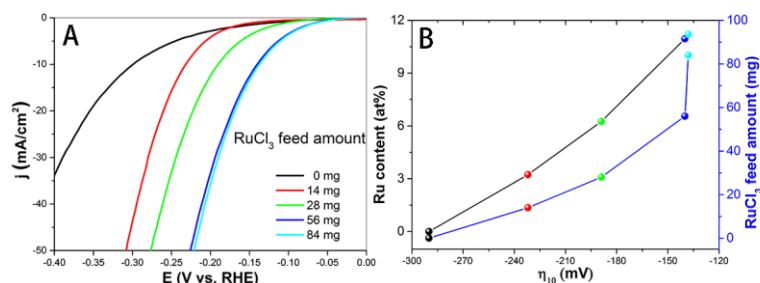 A
0
-10
-20
-30
-40
-50
j (mA/cm²)
RuCl₃ feed amount
0 mg
14 mg
28 mg
56 mg
84 mg
-0.40 -0.35 -0.30 -0.25 -0.20 -0.15 -0.10 -0.05 0.00
E (V vs. RHE)
B
12
9
6
3
0
Ru content (at%)
100
80
60
40
20
0
RuCl₃ feed amount (mg)
-300 -270 -240 -210 -180 -150 -120
η₁₀ (mV)